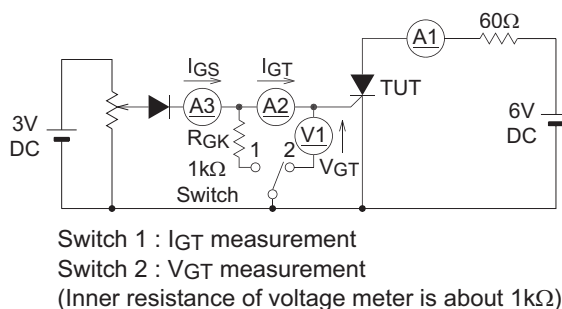 60Ω
A1
IGS
IGT
TUT
A3
A2
3V
DC
RGK
1
2
V1
6V
DC
1kΩ
VGT
Switch
Switch 1 : IGT measurement
Switch 2 : VGT measurement
(Inner resistance of voltage meter is about 1kΩ)